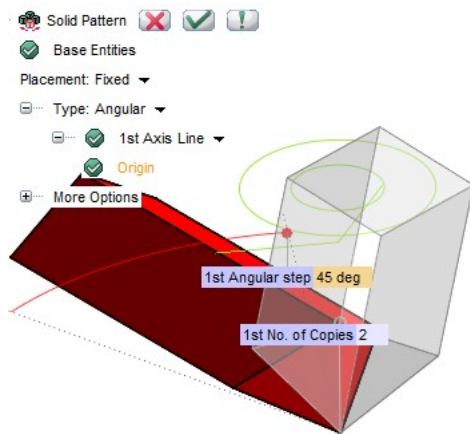 Solid Pattern
Base Entities
Placement: Fixed
Type: Angular
1st Axis Line
Origin
More Options
1st Angular step 45 deg
1st No. of Copies 2